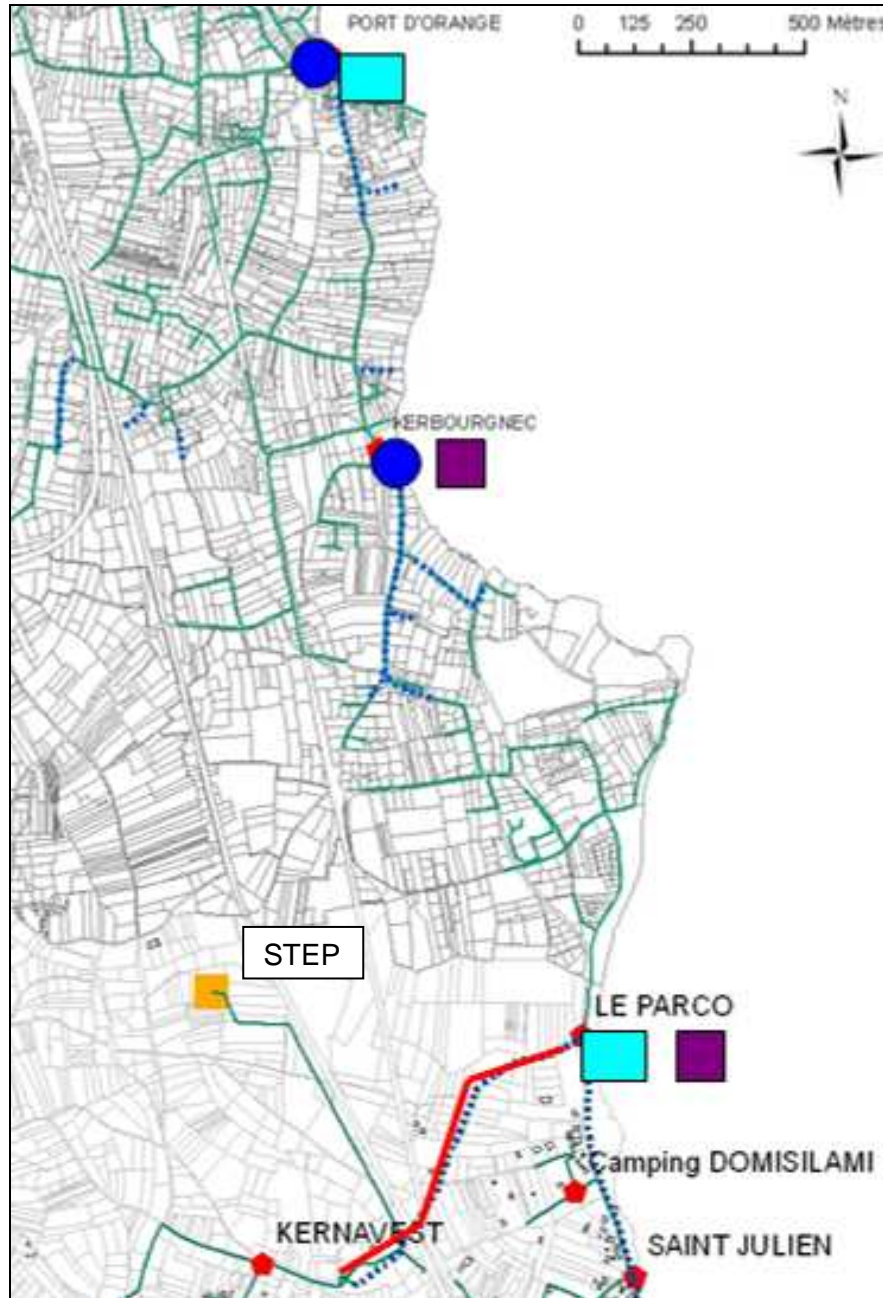 PORT D'ORANGE
0 125 250 500 Mètres
N
KERBOURGNEC
STEP
LE PARCO
Camping DOMISILAMI
KERNAVEST
SAINT JULIEN